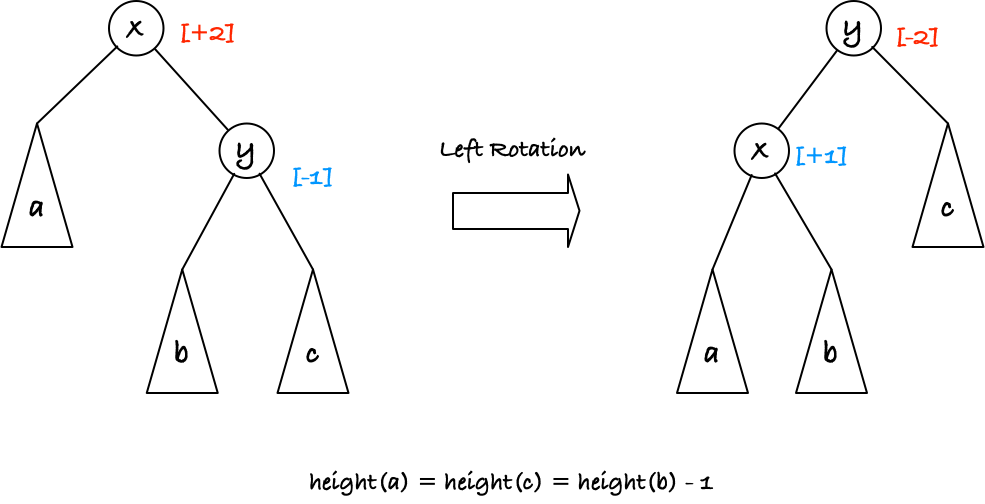 x [+2]
y [-1]
a
b
c
Left Rotation
y [-2]
x [+1]
c
a
b
height(a) = height(c) = height(b) - 1